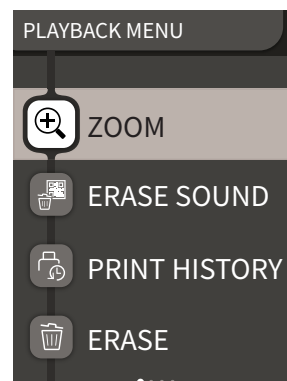 PLAYBACK MENU
ZOOM
ERASE SOUND
PRINT HISTORY
ERASE